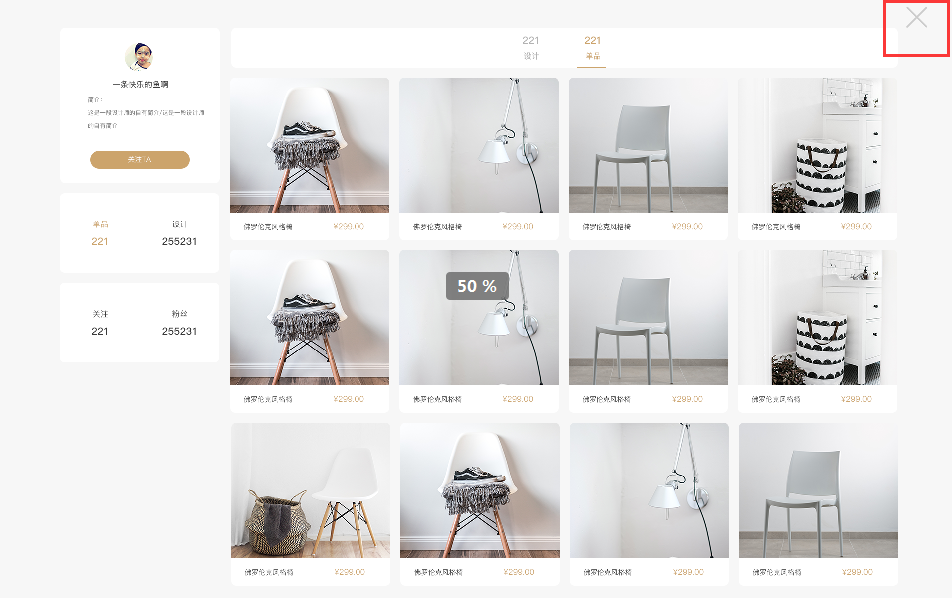 一条快乐的鱼啊
简介：
这是一段设计师的自有简介/这是一段设计师
的自有简介
关注TA
单品
设计
221
255231
关注
粉丝
221
255231
221
221
设计
单品
佛罗伦克风格椅 ¥299.00
佛罗伦克风格椅 ¥299.00
佛罗伦克风格椅 ¥299.00
佛罗伦克风格椅 ¥299.00
50 %
佛罗伦克风格椅 ¥299.00
佛罗伦克风格椅 ¥299.00
佛罗伦克风格椅 ¥299.00
佛罗伦克风格椅 ¥299.00
佛罗伦克风格椅 ¥299.00
佛罗伦克风格椅 ¥299.00
佛罗伦克风格椅 ¥299.00
佛罗伦克风格椅 ¥299.00